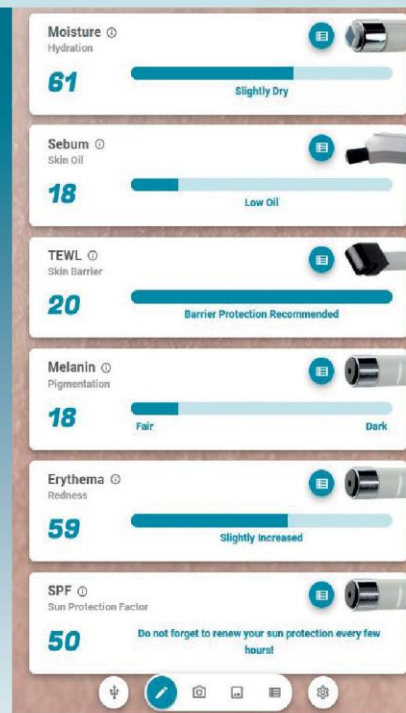 Moisture
Hydration
61
Slightly Dry
Sebum
Skin Oil
18
Low Oil
TEWL
Skin Barrier
20
Barrier Protection Recommended
Melanin
Pigmentation
18
Fair Dark
Erythema
Redness
59
Slightly Increased
SPF
Sun Protection Factor
50
Do not forget to renew your sun protection every few
hours!